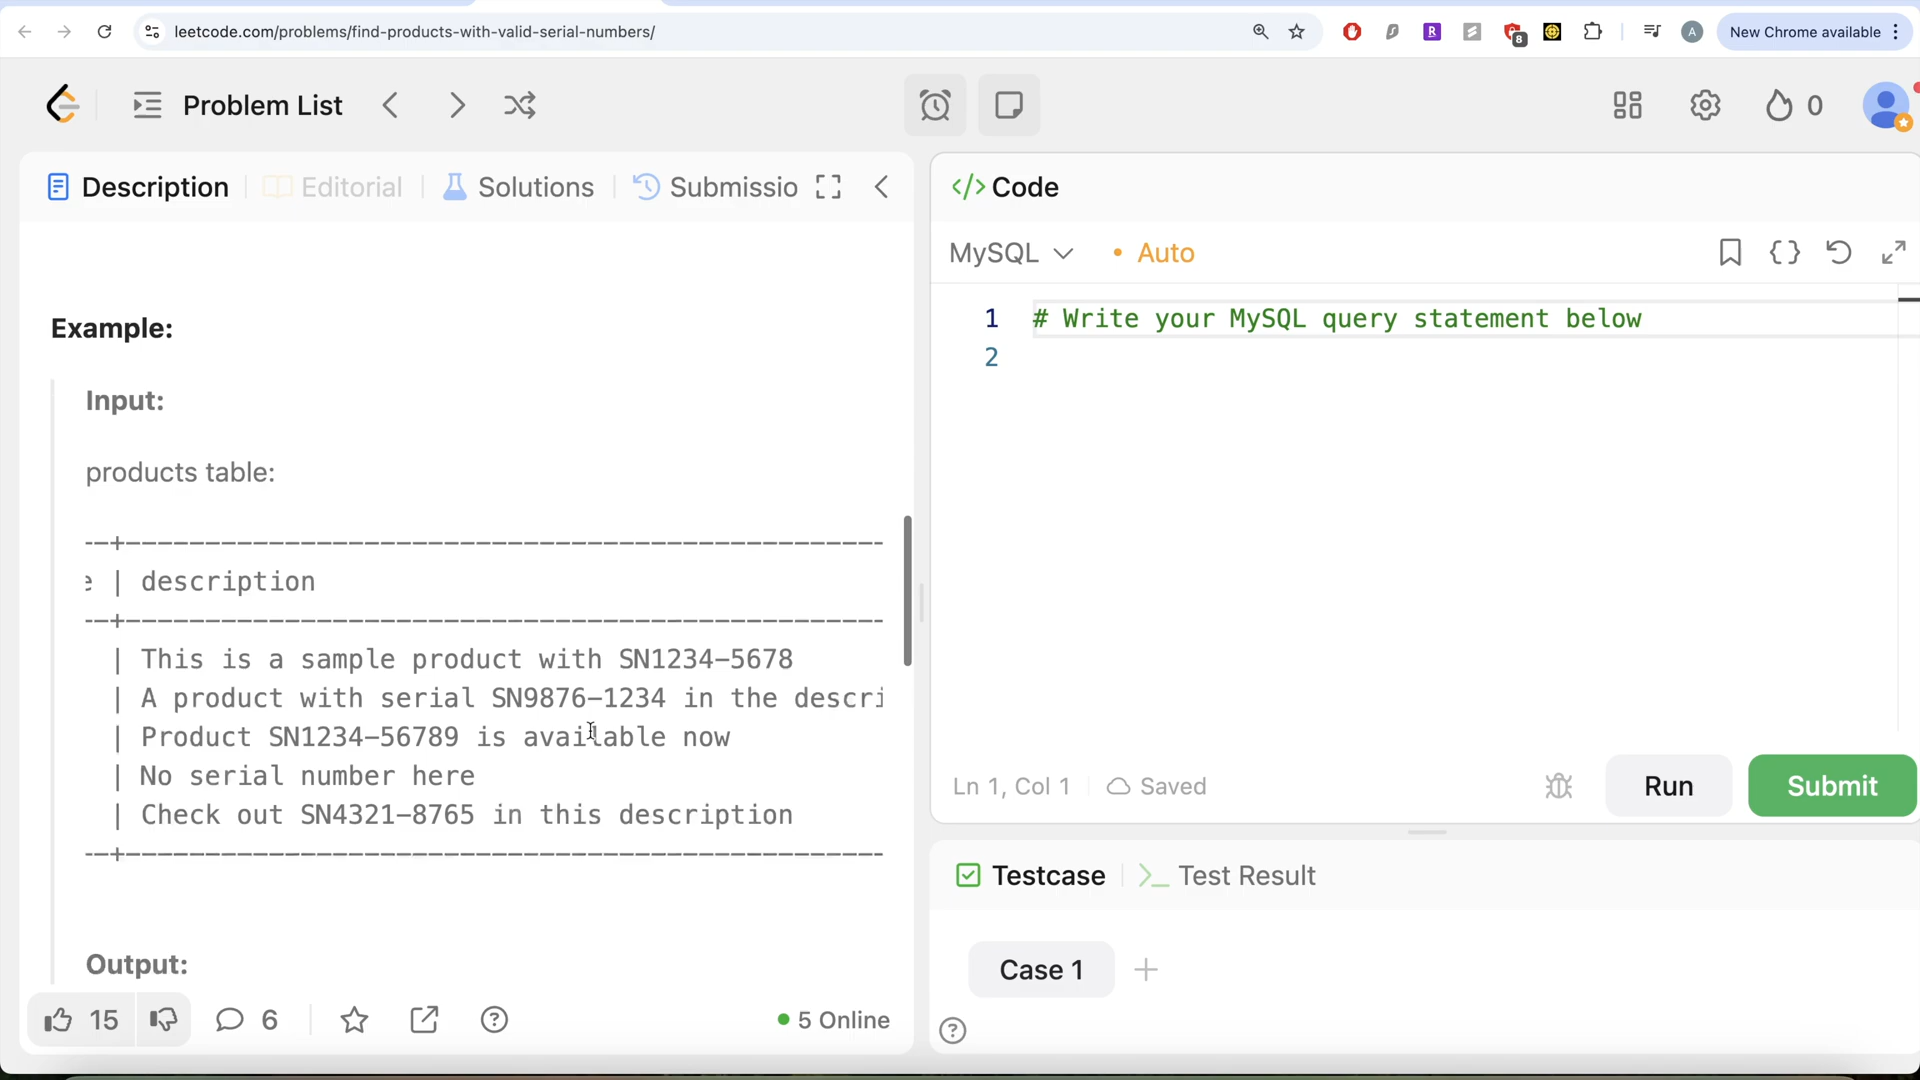 leetcode.com/problems/find-products-with-valid-serial-numbers/
8
A
New Chrome available
Problem List
0
Description
Editorial
Solutions
Submissio
Code
MySQL
Auto
Example:
Input:
products table:
--+------------------------------------------------
e | description
--+------------------------------------------------
| This is a sample product with SN1234-5678
| A product with serial SN9876-1234 in the descri
| Product SN1234-56789 is available now
| No serial number here
| Check out SN4321-8765 in this description
--+------------------------------------------------
Output:
15
6
5 Online
1 # Write your MySQL query statement below
2
Ln 1, Col 1
Saved
Run
Submit
Testcase
Test Result
Case 1